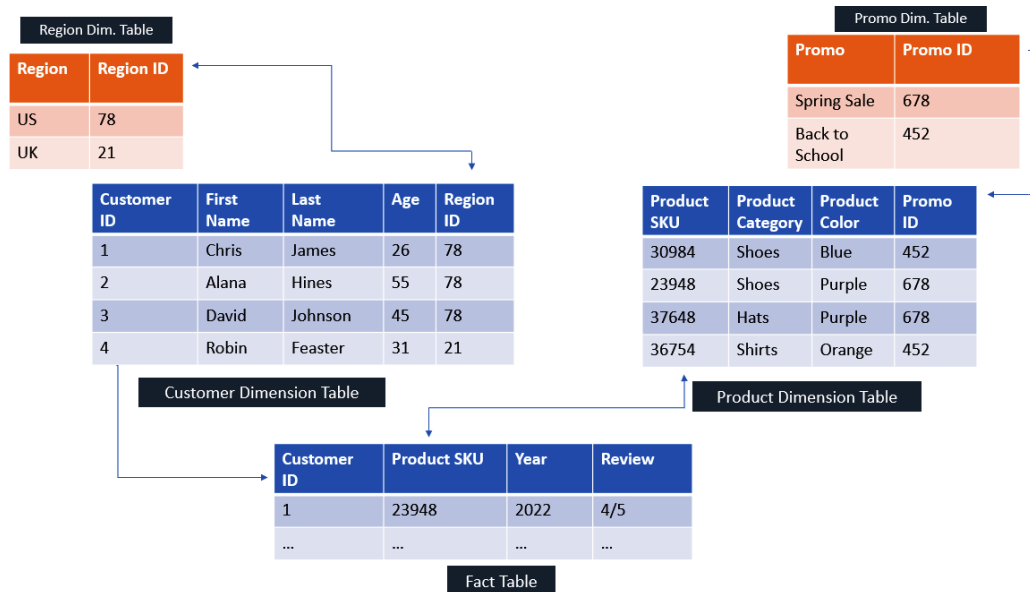 Region Dim. Table
Region Region ID
US 78
UK 21
Promo Dim. Table
Promo Promo ID
Spring Sale 678
Back to 452
School
Customer First Last Age Region
ID Name Name ID
1 Chris James 26 78
2 Alana Hines 55 78
3 David Johnson 45 78
4 Robin Feaster 31 21
Customer Dimension Table
Product Product Product Promo
SKU Category Color ID
30984 Shoes Blue 452
23948 Shoes Purple 678
37648 Hats Purple 678
36754 Shirts Orange 452
Product Dimension Table
Customer Product SKU Year Review
ID
1 23948 2022 4/5
... ... ... ...
Fact Table